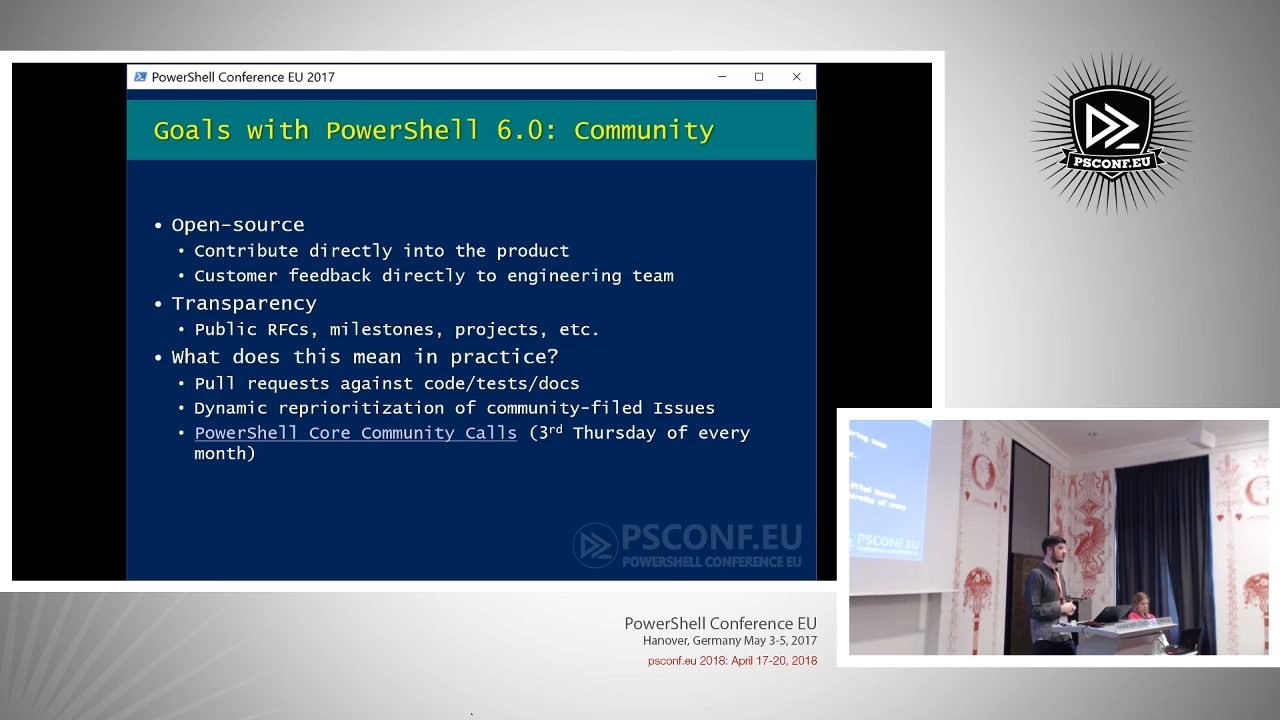 PowerShell Conference EU 2017
Goals with PowerShell 6.0: Community
• Open-source
• Contribute directly into the product
• Customer feedback directly to engineering team
• Transparency
• Public RFCs, milestones, projects, etc.
• What does this mean in practice?
• Pull requests against code/tests/docs
• Dynamic reprioritization of community-filed Issues
• PowerShell Core Community Calls (3rd Thursday of every
month)
PSCONF.EU
POWERSHELL CONFERENCE EU
PSCONF.EU
PSCONF.EU
PowerShell Conference EU
Hanover, Germany May 3-5, 2017
psconf.eu 2018: April 17-20, 2018